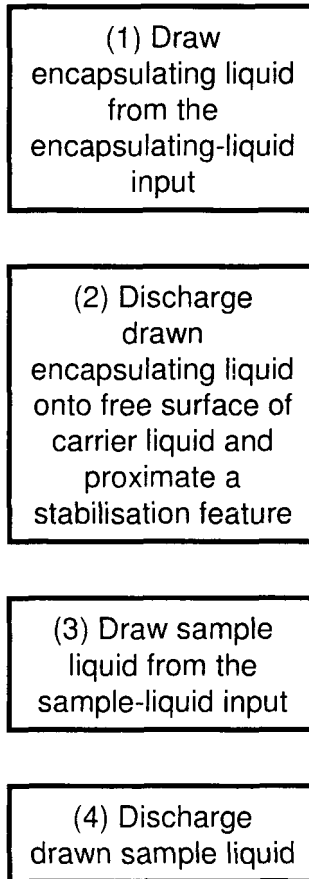 (1) Draw
encapsulating liquid
from the
encapsulating-liquid
input
(2) Discharge
drawn
encapsulating liquid
onto free surface of
carrier liquid and
proximate a
stabilisation feature
(3) Draw sample
liquid from the
sample-liquid input
(4) Discharge
drawn sample liquid